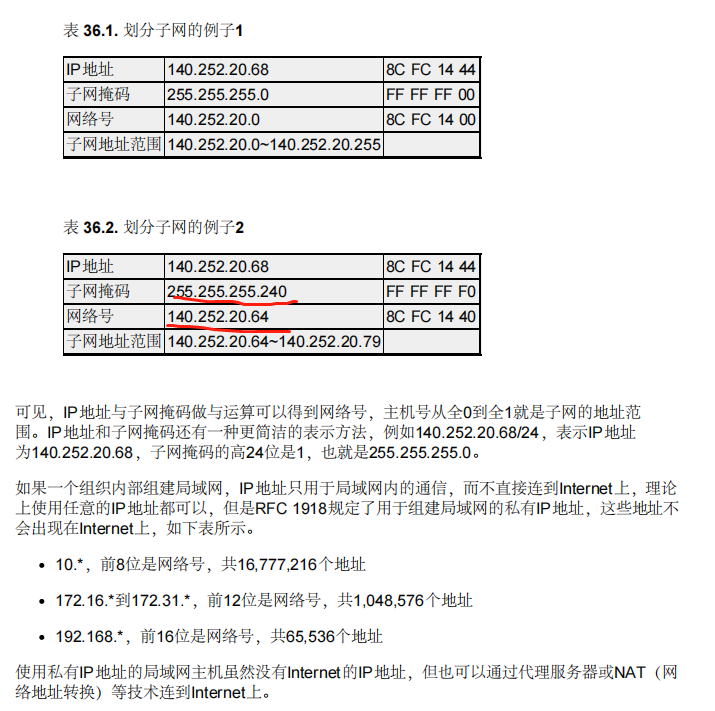 表 36.1. 划分子网的例子1
IP地址 140.252.20.68 8C FC 14 44
子网掩码 255.255.255.0 FF FF FF 00
网络号 140.252.20.0 8C FC 14 00
子网地址范围 140.252.20.0~140.252.20.255
表 36.2. 划分子网的例子2
IP地址 140.252.20.68 8C FC 14 44
子网掩码 255.255.255.240 FF FF FF F0
网络号 140.252.20.64 8C FC 14 40
子网地址范围 140.252.20.64~140.252.20.79
可见，IP地址与子网掩码做与运算可以得到网络号，主机号从全0到全1就是子网的地址范
围。IP地址和子网掩码还有一种更简洁的表示方法，例如140.252.20.68/24，表示IP地址
为140.252.20.68，子网掩码的高24位是1，也就是255.255.255.0。
如果一个组织内部组建局域网，IP地址只用于局域网内的通信，而不直接连到Internet上，理论
上使用任意的IP地址都可以，但是RFC 1918规定了用于组建局域网的私有IP地址，这些地址不
会出现在Internet上，如下表所示。
• 10.*，前8位是网络号，共16,777,216个地址
• 172.16.*到172.31.*，前12位是网络号，共1,048,576个地址
• 192.168.*，前16位是网络号，共65,536个地址
使用私有IP地址的局域网主机虽然没有Internet的IP地址，但也可以通过代理服务器或NAT（网
络地址转换）等技术连到Internet上。